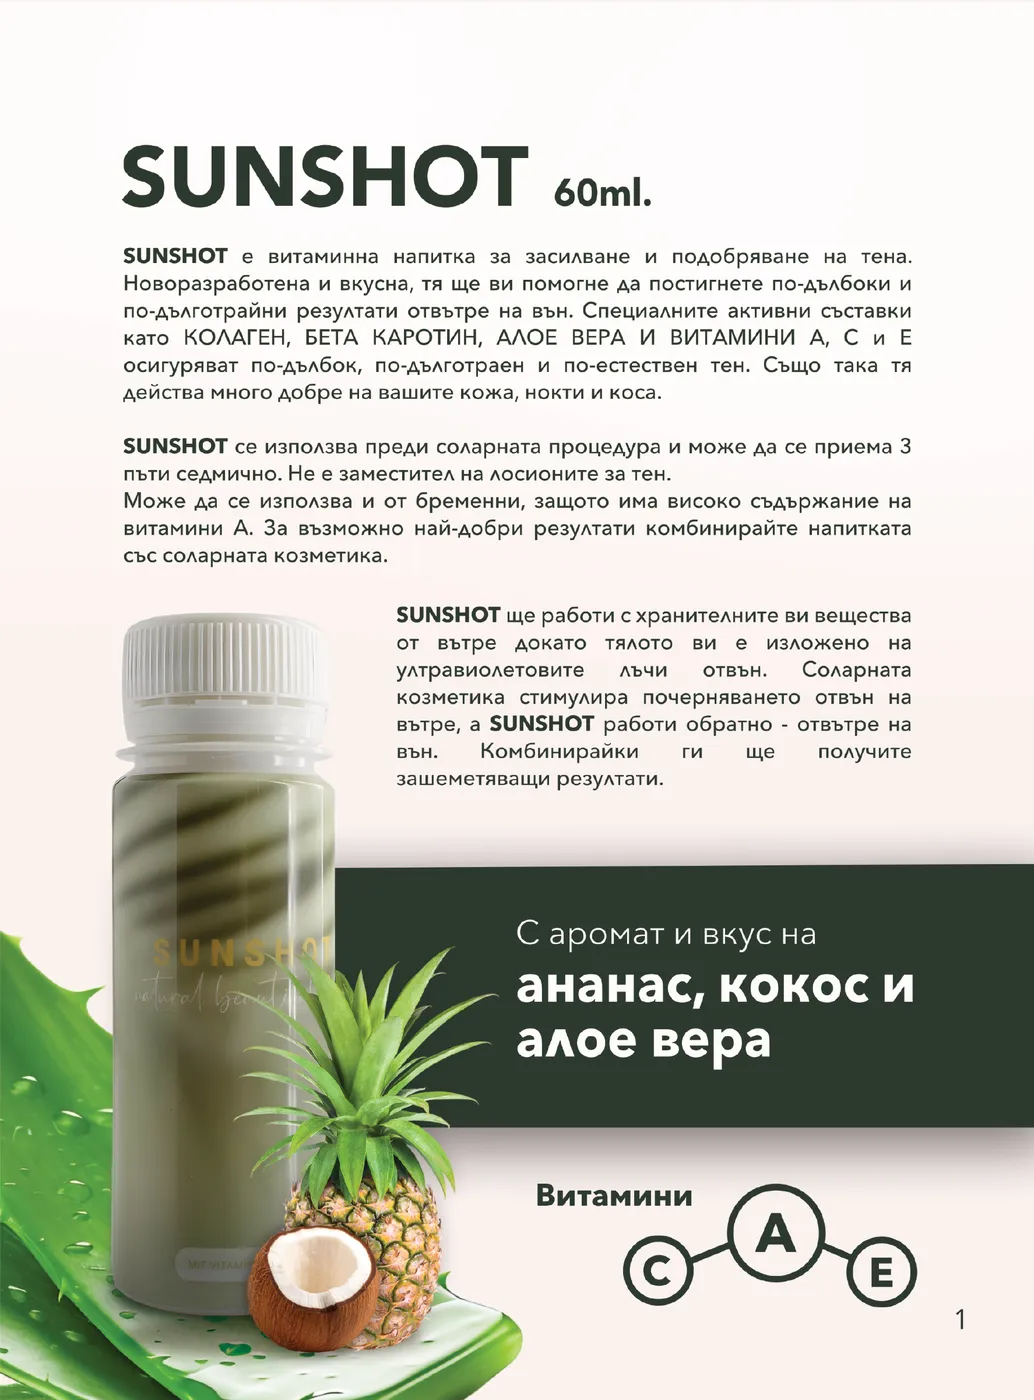 SUNSHOT 60ml.
SUNSHOT е витаминна напитка за засилване и подобряване на тена.
Новоразработена и вкусна, тя ще ви помогне да постигнете по-дълбоки и
по-дълготрайни резултати отвътре на вън. Специалните активни съставки
като КОЛАГЕН, БЕТА КАРОТИН, АЛОЕ ВЕРА И ВИТАМИНИ А, С и Е
осигуряват по-дълбок, по-дълготраен и по-естествен тен. Също така тя
действа много добре на вашите кожа, нокти и коса.
SUNSHOT се използва преди соларната процедура и може да се приема 3
пъти седмично. Не е заместител на лосионите за тен.
Може да се използва и от бременни, защото има високо съдържание на
витамини А. За възможно най-добри резултати комбинирайте напитката
със соларната козметика.
SUNSHOT ще работи с хранителните ви вещества
от вътре докато тялото ви е изложено на
ултравиолетовите лъчи отвън. Соларната
козметика стимулира почерняването отвън на
вътре, а SUNSHOT работи обратно - отвътре на
вън. Комбинирайки ги ще получите
зашеметяващи резултати.
SUNSHOT
natural
С аромат и вкус на
ананас, кокос и
алое вера
Витамини
C A E
1